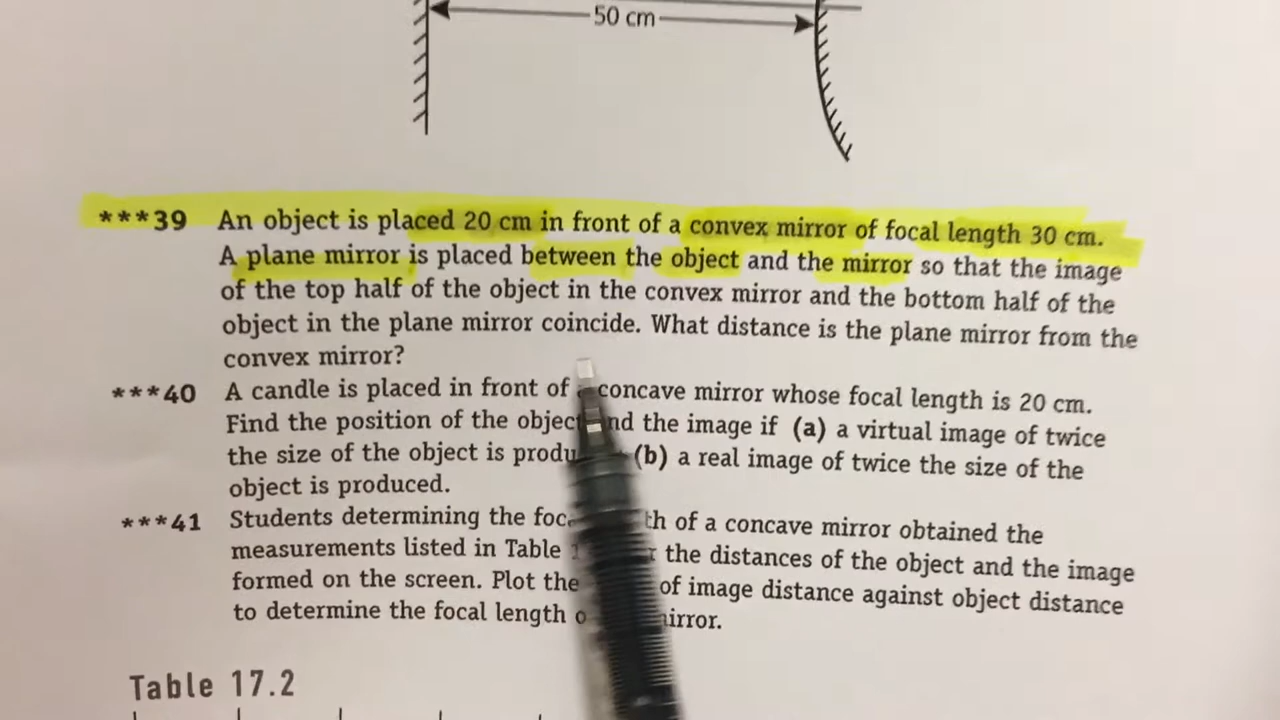 50 cm
***39 An object is placed 20 cm in front of a convex mirror of focal length 30 cm.
A plane mirror is placed between the object and the mirror so that the image
of the top half of the object in the convex mirror and the bottom half of the
object in the plane mirror coincide. What distance is the plane mirror from the
convex mirror?
***40 A candle is placed in front of concave mirror whose focal length is 20 cm.
Find the position of the object and the image if (a) a virtual image of twice
the size of the object is (b) a real image of twice the size of the
object is produced.
***41 Students determining the of a concave mirror obtained the
measurements listed in Table the distances of the object and the image
formed on the screen. Plot the of image distance against object distance
to determine the focal length mirror.
Table 17.2